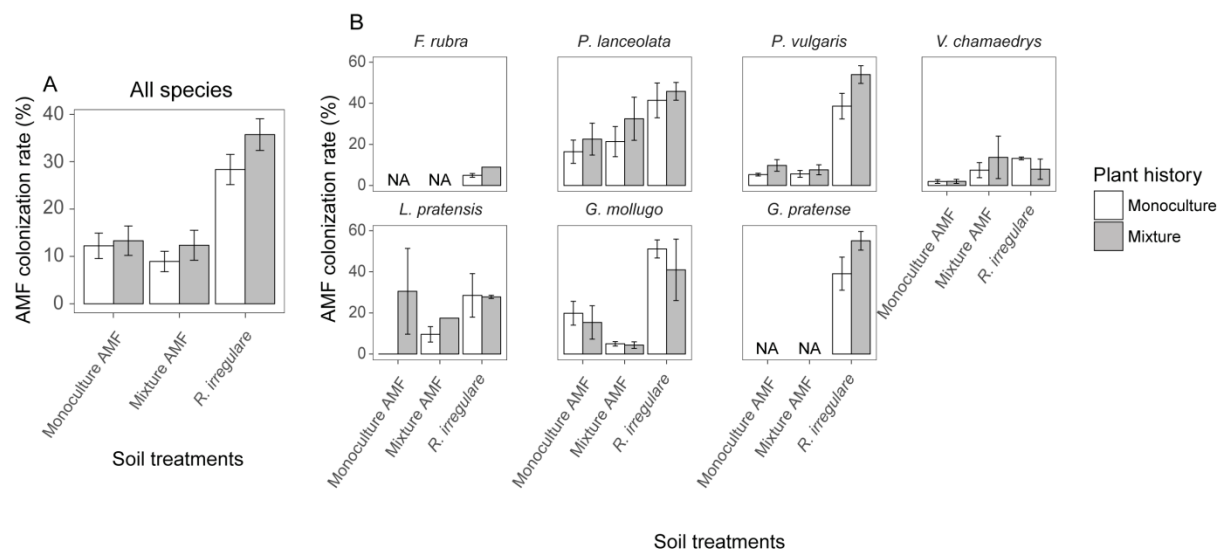 A
All species
AMF colonization rate (%)
40
30
20
10
0
Monoculture AMF
Mixture AMF
R. irregulare
Soil treatments
B
F. rubra
P. lanceolata
P. vulgaris
V. chamaedrys
AMF colonization rate (%)
60
40
20
0
NA
NA
L. pratensis
G. mollugo
G. pratense
60
40
20
0
NA
NA
Monoculture AMF
Mixture AMF
R. irregulare
Monoculture AMF
Mixture AMF
R. irregulare
Monoculture AMF
Mixture AMF
R. irregulare
Monoculture AMF
Mixture AMF
R. irregulare
Soil treatments
Plant history
Monoculture
Mixture